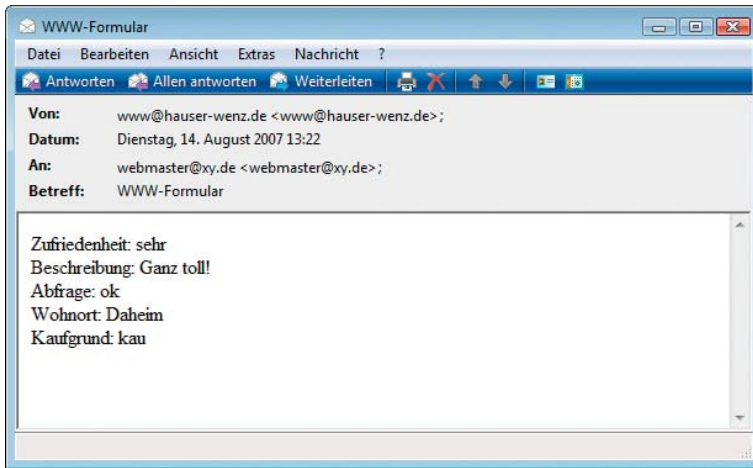 WWW-Formular
Datei Bearbeiten Ansicht Extras Nachricht ?
Antworten Allen antworten Weiterleiten
Von: www@hauser-wenz.de <www@hauser-wenz.de>;
Datum: Dienstag, 14. August 2007 13:22
An: webmaster@xy.de <webmaster@xy.de>;
Betreff: WWW-Formular
Zufriedenheit: sehr
Beschreibung: Ganz toll!
Abfrage: ok
Wohnort: Daheim
Kaufgrund: kau